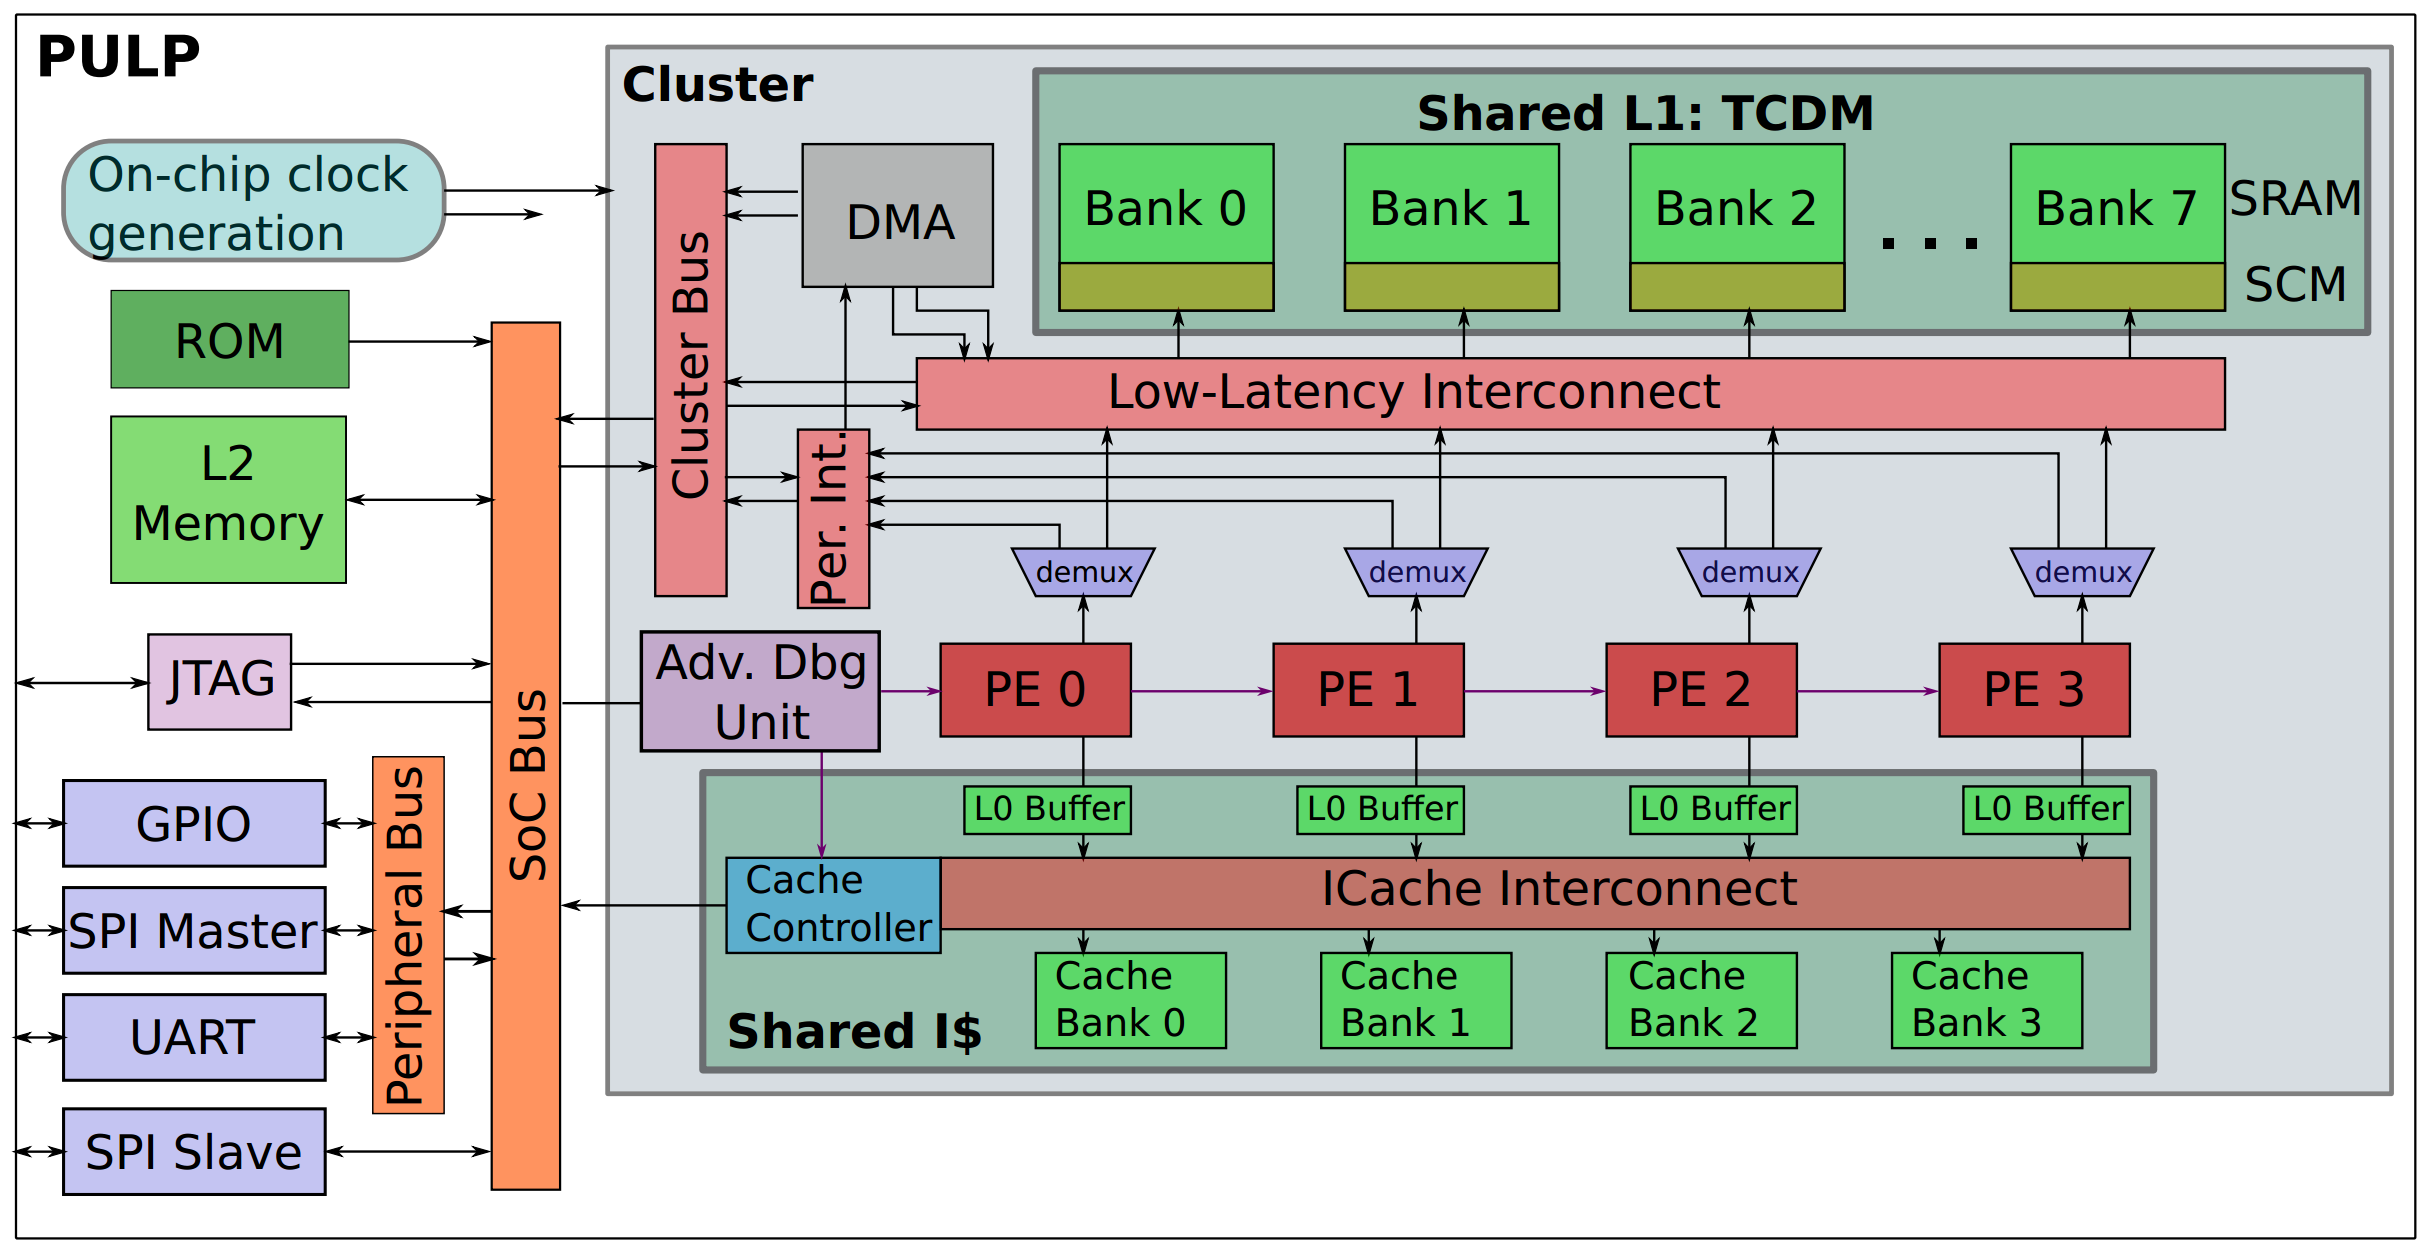 PULP
On-chip clock
generation
ROM
L2
Memory
JTAG
GPIO
SPI Master
UART
SPI Slave
Peripheral Bus
SoC Bus
Cluster
Cluster Bus
DMA
Per. Int.
Shared L1: TCDM
Bank 0
Bank 1
Bank 2
. . .
Bank 7
SRAM
SCM
Low-Latency Interconnect
demux
demux
demux
demux
Adv. Dbg
Unit
PE 0
PE 1
PE 2
PE 3
L0 Buffer
L0 Buffer
L0 Buffer
L0 Buffer
Cache
Controller
ICache Interconnect
Shared I$
Cache
Bank 0
Cache
Bank 1
Cache
Bank 2
Cache
Bank 3